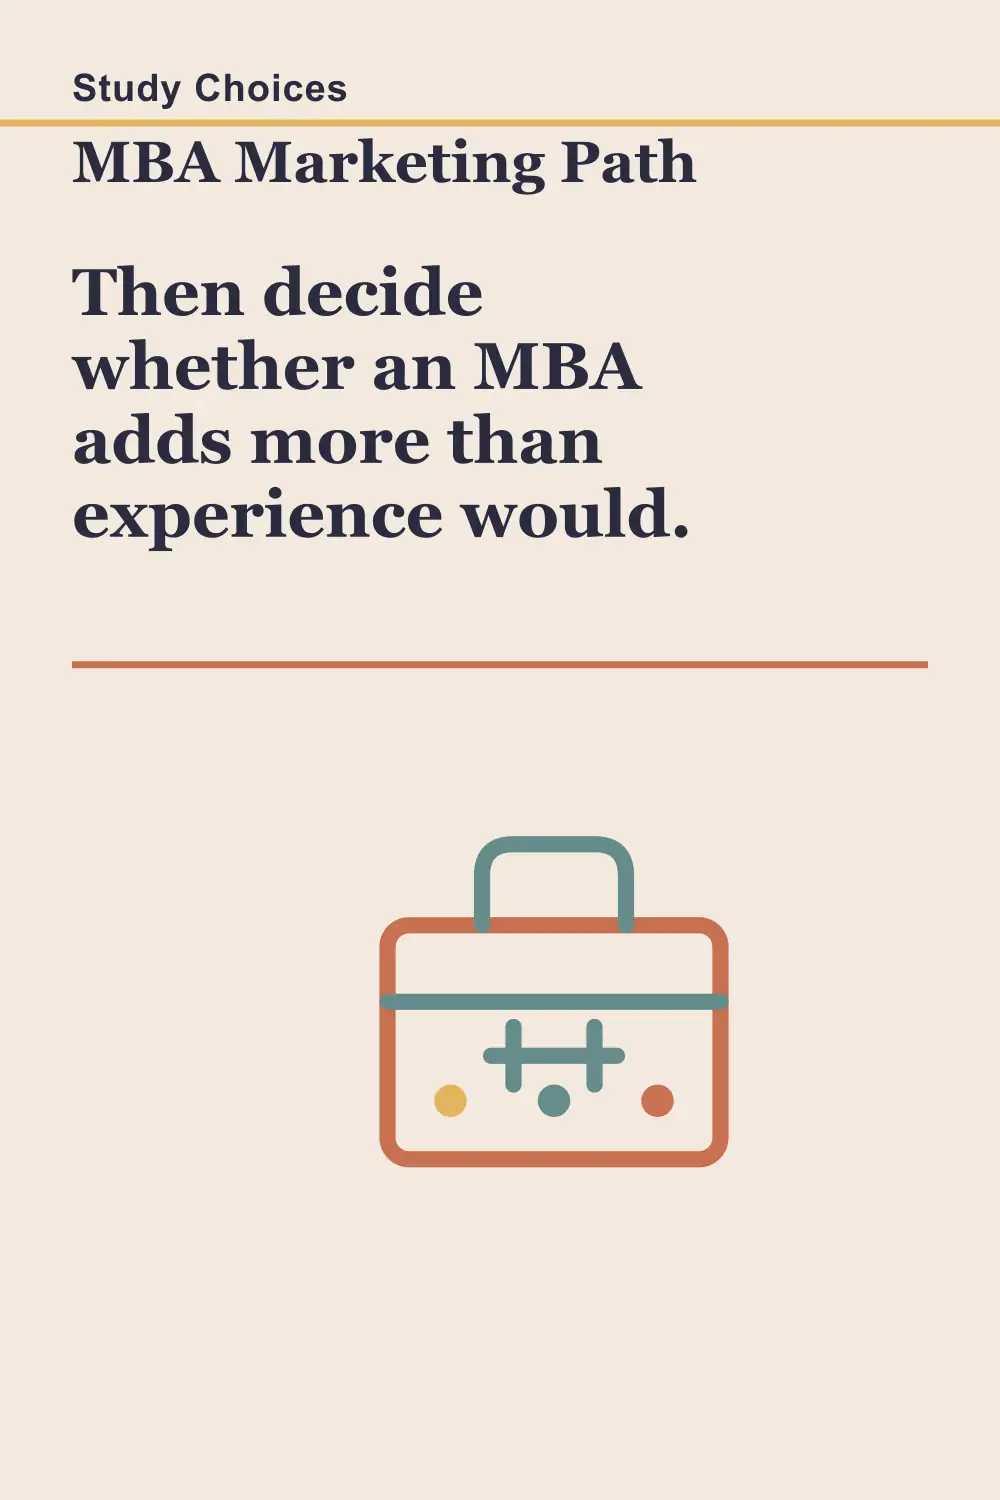 Study Choices
MBA Marketing Path
Then decide
whether an MBA
adds more than
experience would.